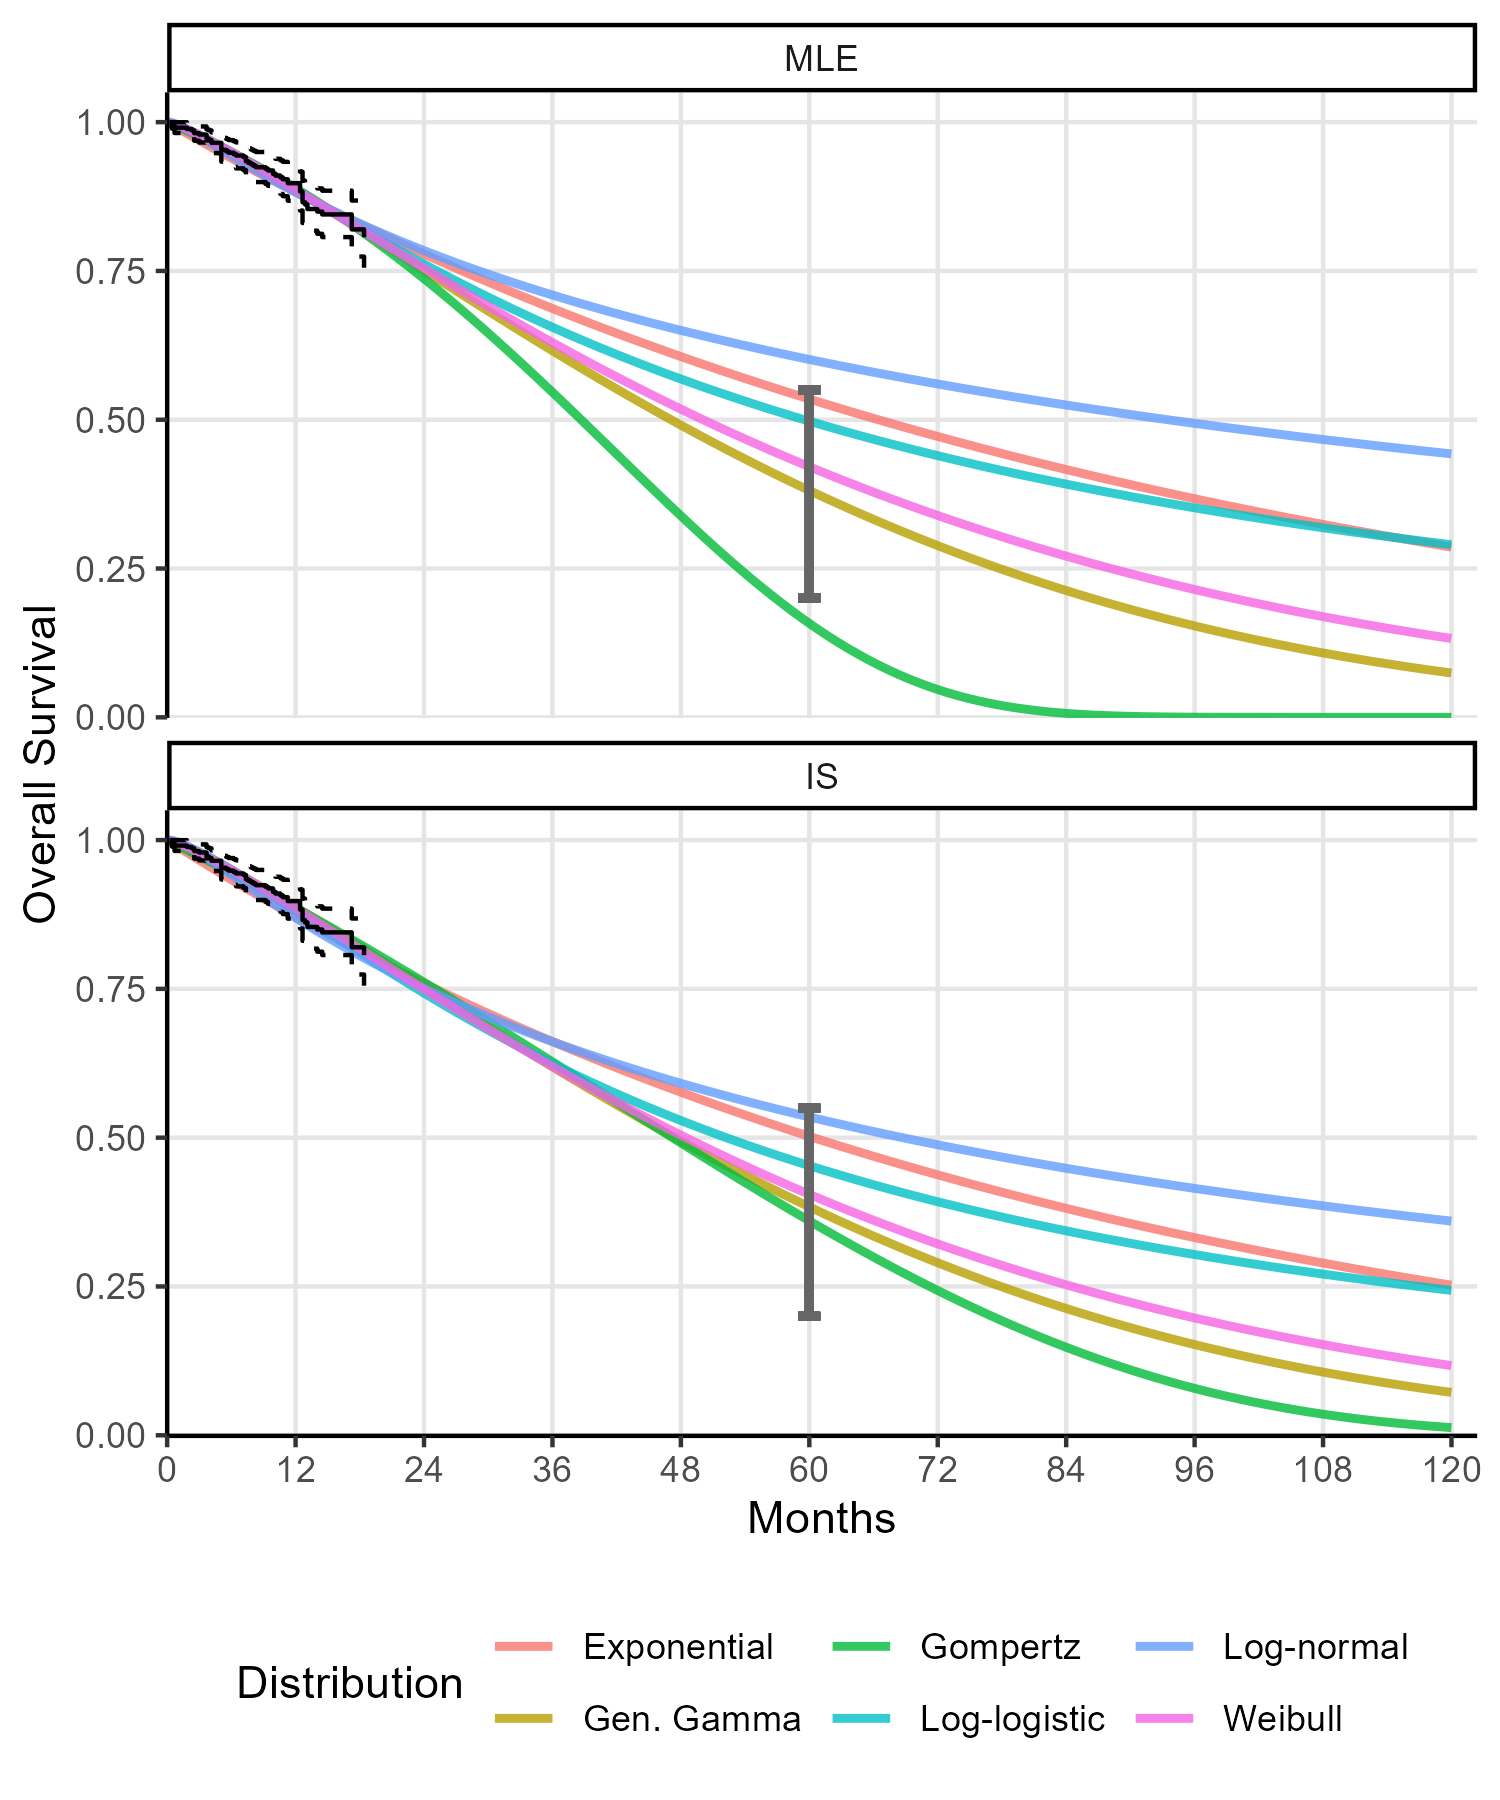 MLE
1.00
0.75
0.50
0.25
0.00
Overall Survival
IS
1.00
0.75
0.50
0.25
0.00
0 12 24 36 48 60 72 84 96 108 120
Months
Distribution
Exponential Gompertz Log-normal
Gen. Gamma Log-logistic Weibull